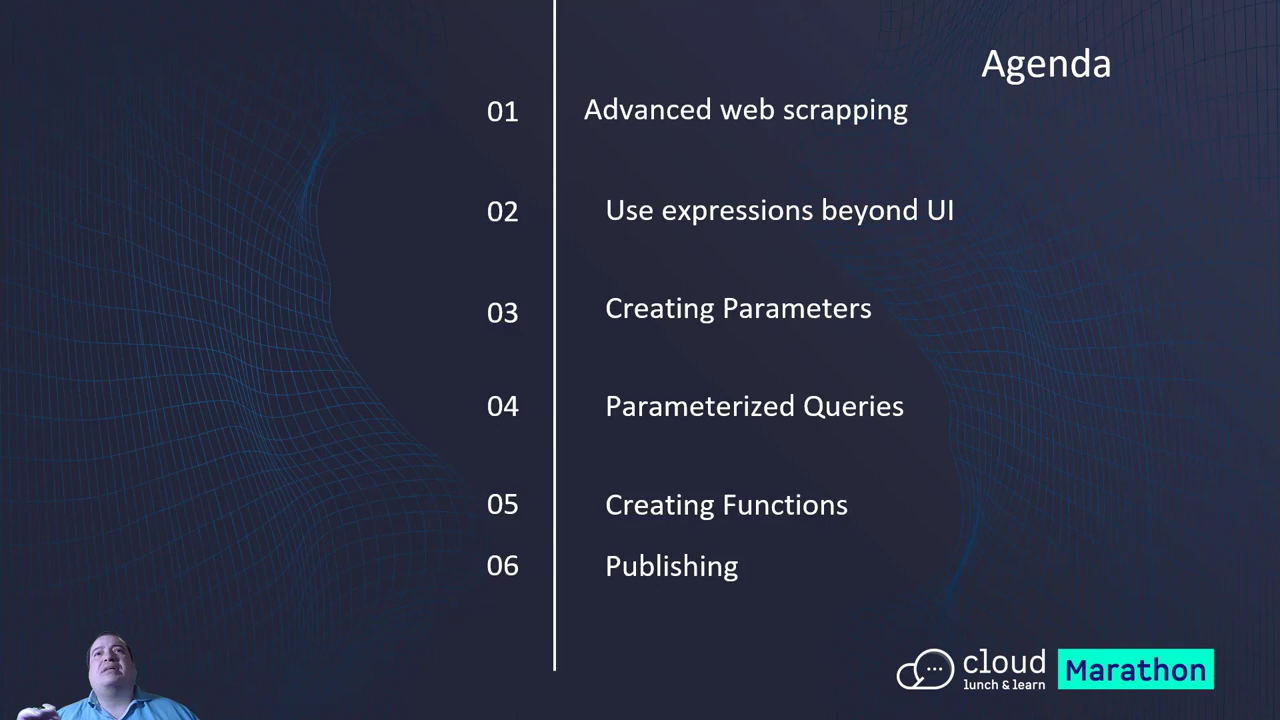 Agenda
01 Advanced web scrapping
02 Use expressions beyond UI
03 Creating Parameters
04 Parameterized Queries
05 Creating Functions
06 Publishing
cloud
lunch & learn
Marathon